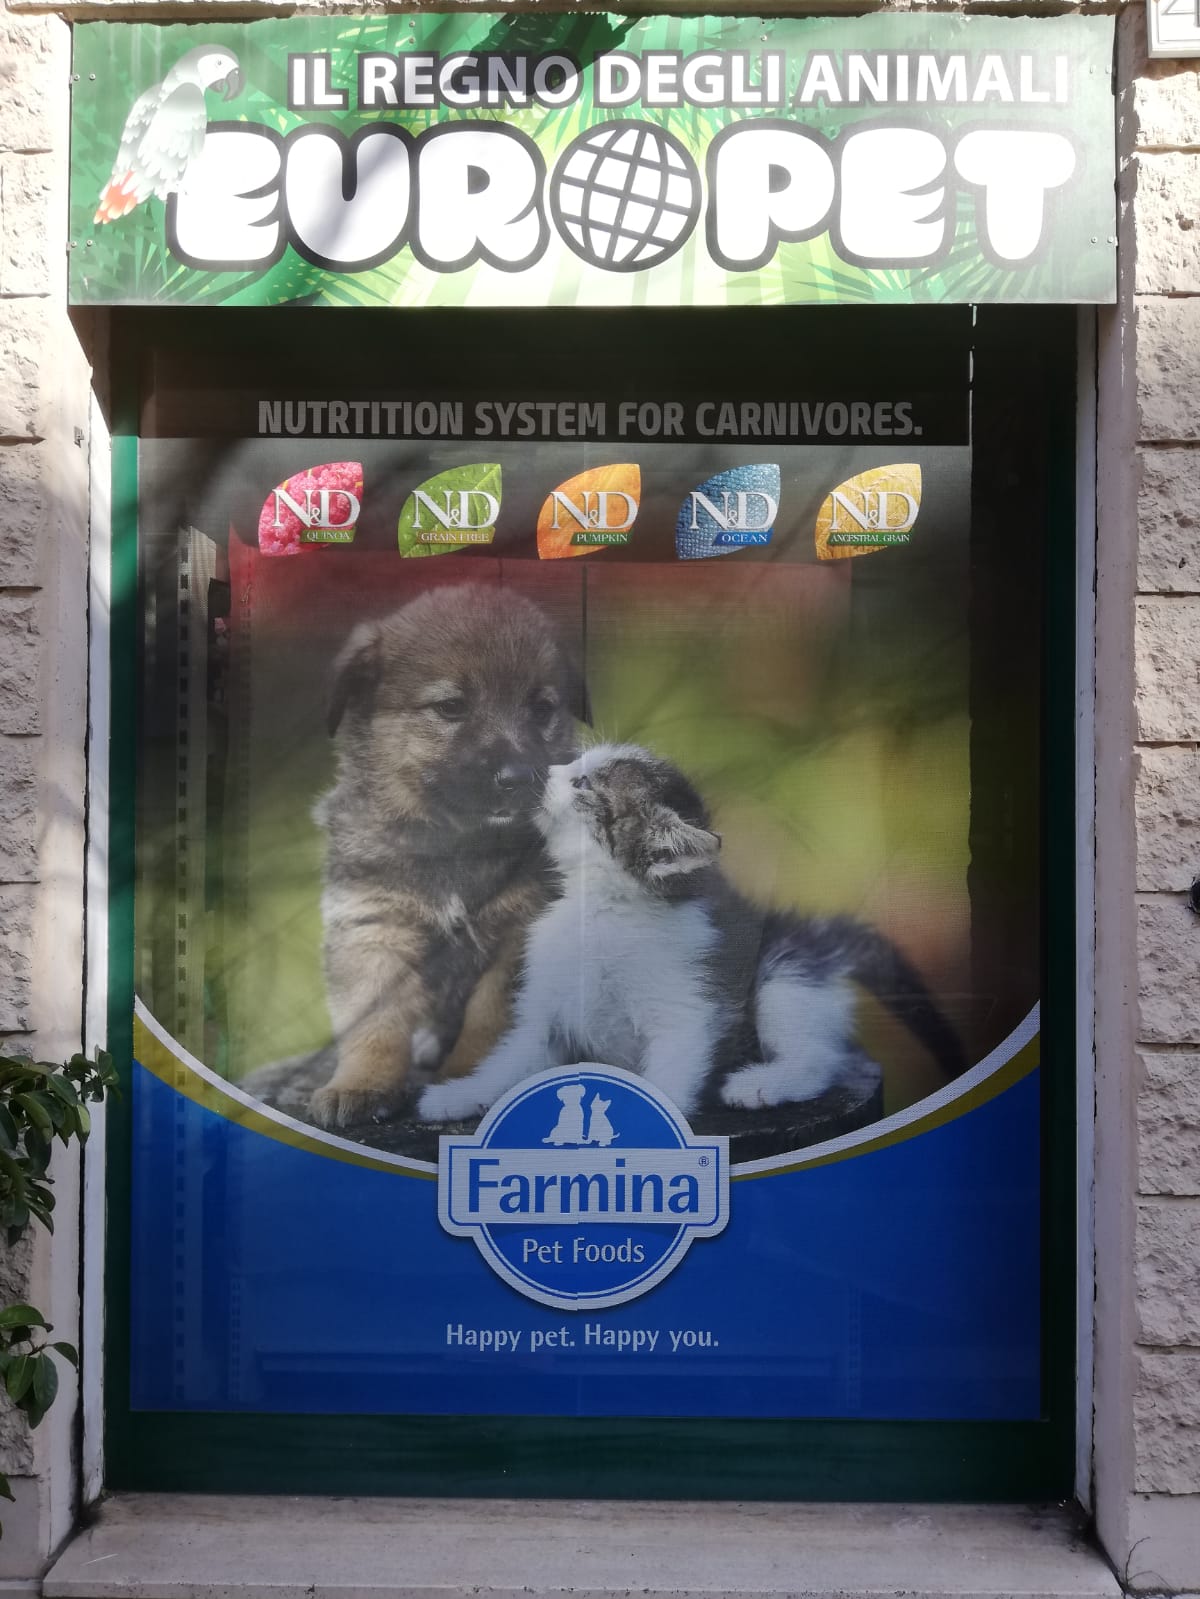 IL REGNO DEGLI ANIMALI
EUROPET
NUTRTITION SYSTEM FOR CARNIVORES.
N&D QUINOA
N&D GRAIN FREE
N&D PUMPKIN
N&D OCEAN
N&D ANCESTRAL GRAIN
Farmina®
Pet Foods
Happy pet. Happy you.